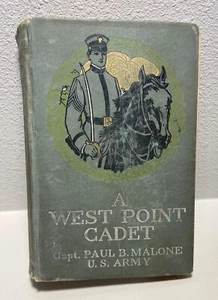 A
WEST POINT
CADET
Capt. PAUL B. MALONE
U.S. ARMY